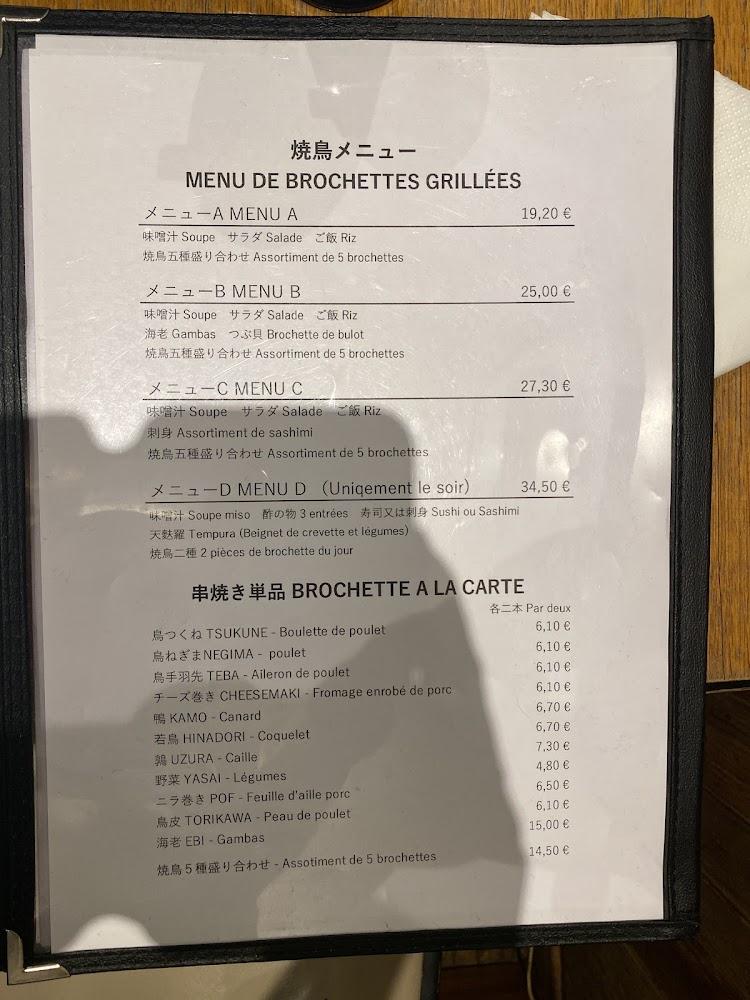 焼鳥メニュー
MENU DE BROCHETTES GRILLÉES
メニューA MENU A 19,20 €
味噌汁 Soupe サラダ Salade ご飯 Riz
焼鳥五種盛り合わせ Assortiment de 5 brochettes
メニューB MENU B 25,00 €
味噌汁 Soupe サラダ Salade ご飯 Riz
海老 Gambas つぶ貝 Brochette de bulot
焼鳥五種盛り合わせ Assortiment de 5 brochettes
メニューC MENU C 27,30 €
味噌汁 Soupe サラダ Salade ご飯 Riz
刺身 Assortiment de sashimi
焼鳥五種盛り合わせ Assortiment de 5 brochettes
メニューD MENU D （Uniqement le soir） 34,50 €
味噌汁 Soupe miso 酢の物 3 entrées 寿司又は刺身 Sushi ou Sashimi
天麩羅 Tempura (Beignet de crevette et légumes)
焼鳥二種 2 pièces de brochette du jour
串焼き単品 BROCHETTE A LA CARTE
各二本 Par deux
鳥つくね TSUKUNE - Boulette de poulet 6,10 €
鳥ねぎまNEGIMA - poulet 6,10 €
鳥手羽先 TEBA - Aileron de poulet 6,10 €
チーズ巻き CHEESEMAKI - Fromage enrobé de porc 6,10 €
鴨 KAMO - Canard 6,70 €
若鳥 HINADORI - Coquelet 6,70 €
鶉 UZURA - Caille 7,30 €
野菜 YASAI - Légumes 4,80 €
ニラ巻き POF - Feuille d'aille porc 6,50 €
鳥皮 TORIKAWA - Peau de poulet 6,10 €
海老 EBI - Gambas 15,00 €
焼鳥5種盛り合わせ - Assotiment de 5 brochettes 14,50 €